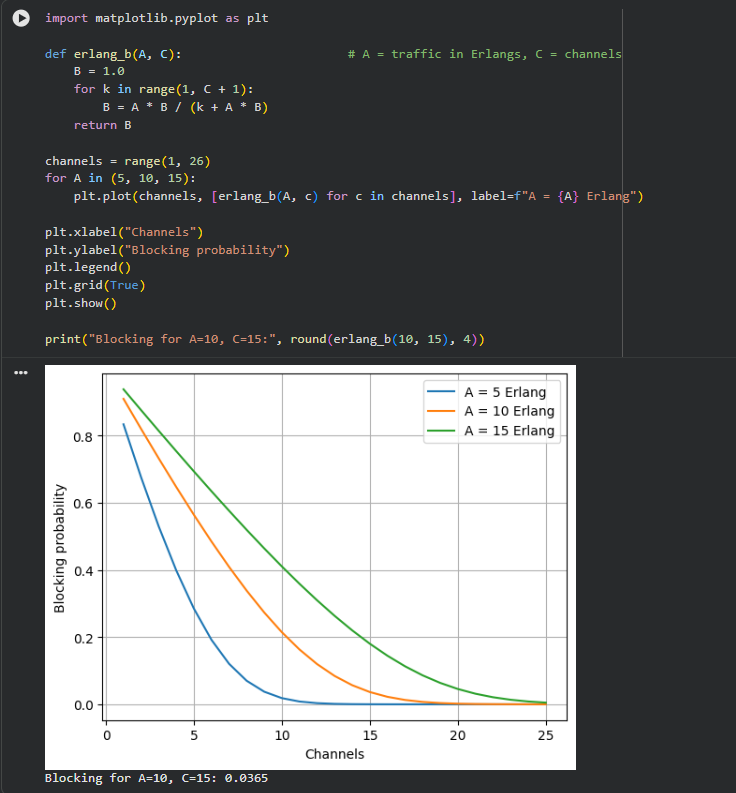 import matplotlib.pyplot as plt
def erlang_b(A, C):                       # A = traffic in Erlangs, C = channels
    B = 1.0
    for k in range(1, C + 1):
        B = A * B / (k + A * B)
    return B
channels = range(1, 26)
for A in (5, 10, 15):
    plt.plot(channels, [erlang_b(A, c) for c in channels], label=f"A = {A} Erlang")
plt.xlabel("Channels")
plt.ylabel("Blocking probability")
plt.legend()
plt.grid(True)
plt.show()
print("Blocking for A=10, C=15:", round(erlang_b(10, 15), 4))
A = 5 Erlang
A = 10 Erlang
A = 15 Erlang
Blocking probability
0.8
0.6
0.4
0.2
0.0
0 5 10 15 20 25
Channels
Blocking for A=10, C=15: 0.0365